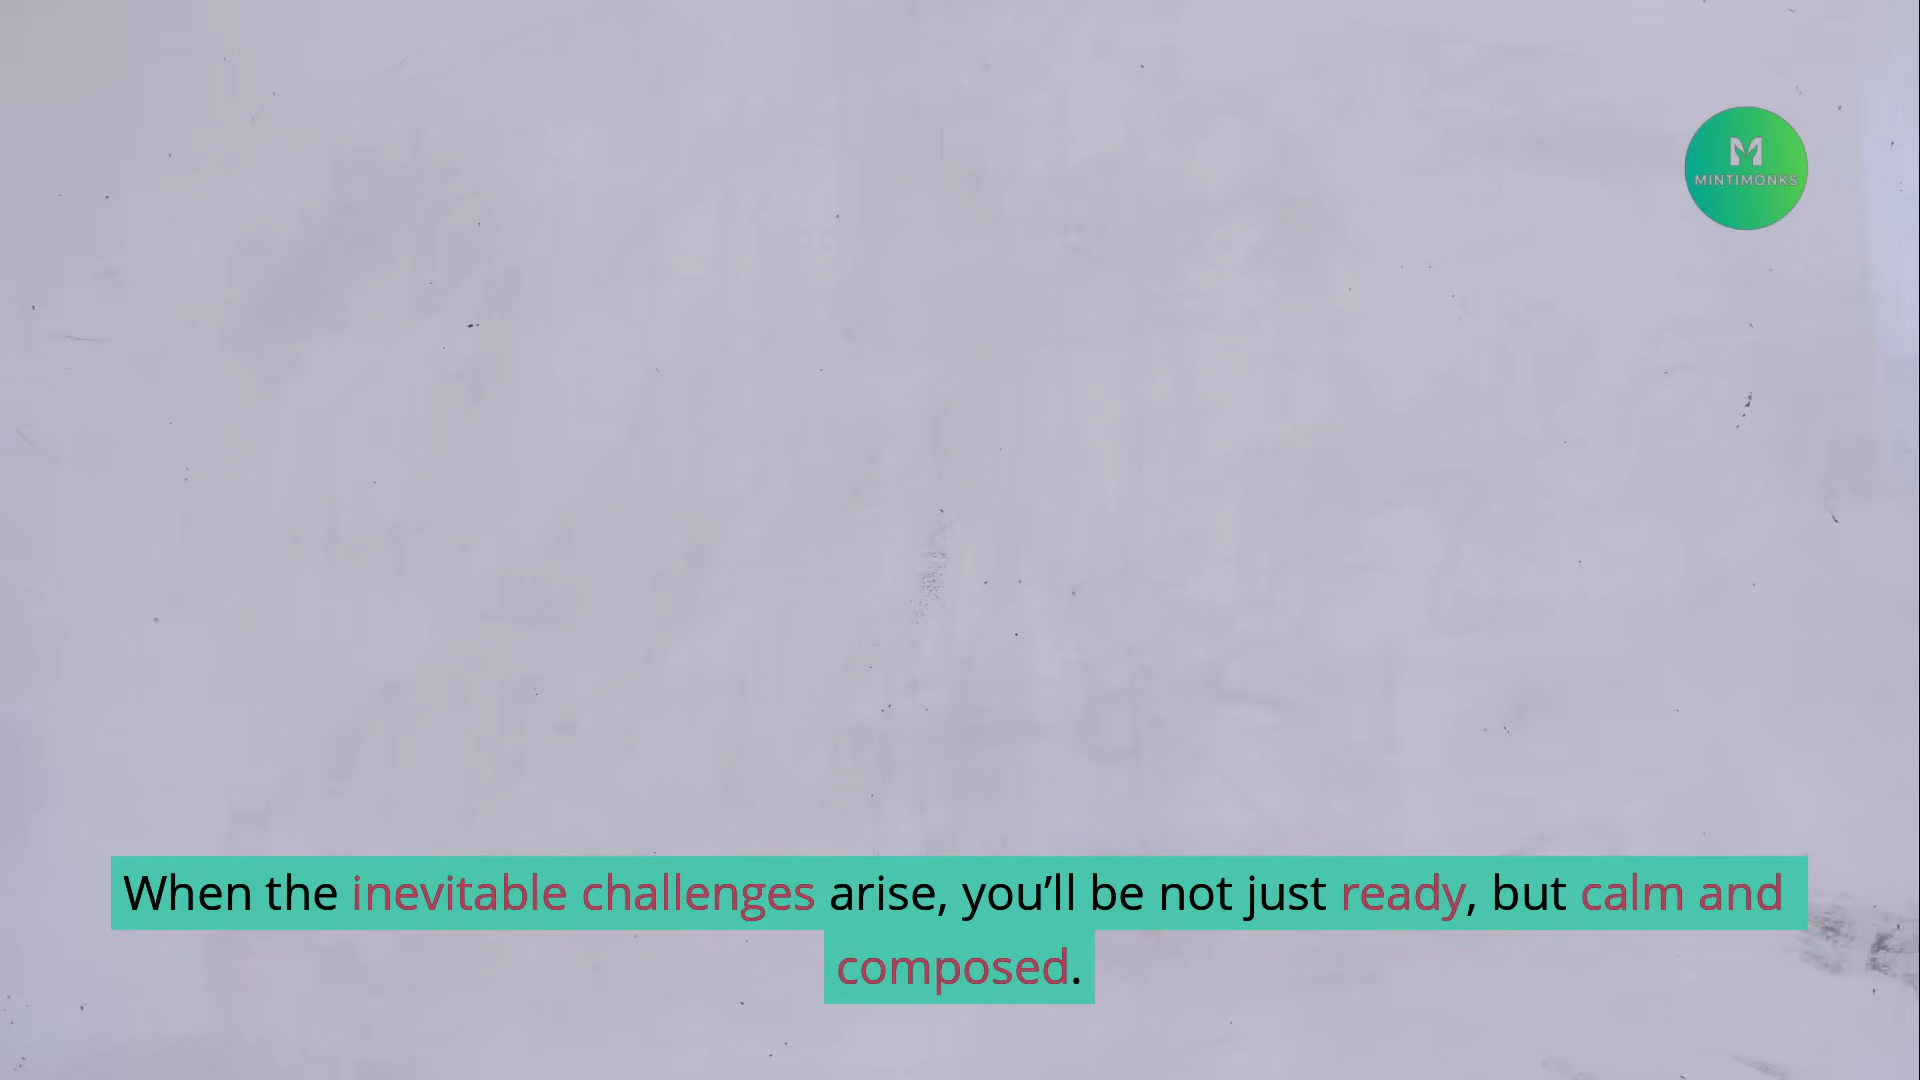 MINTIMONKS
When the inevitable challenges arise, you’ll be not just ready, but calm and
composed.